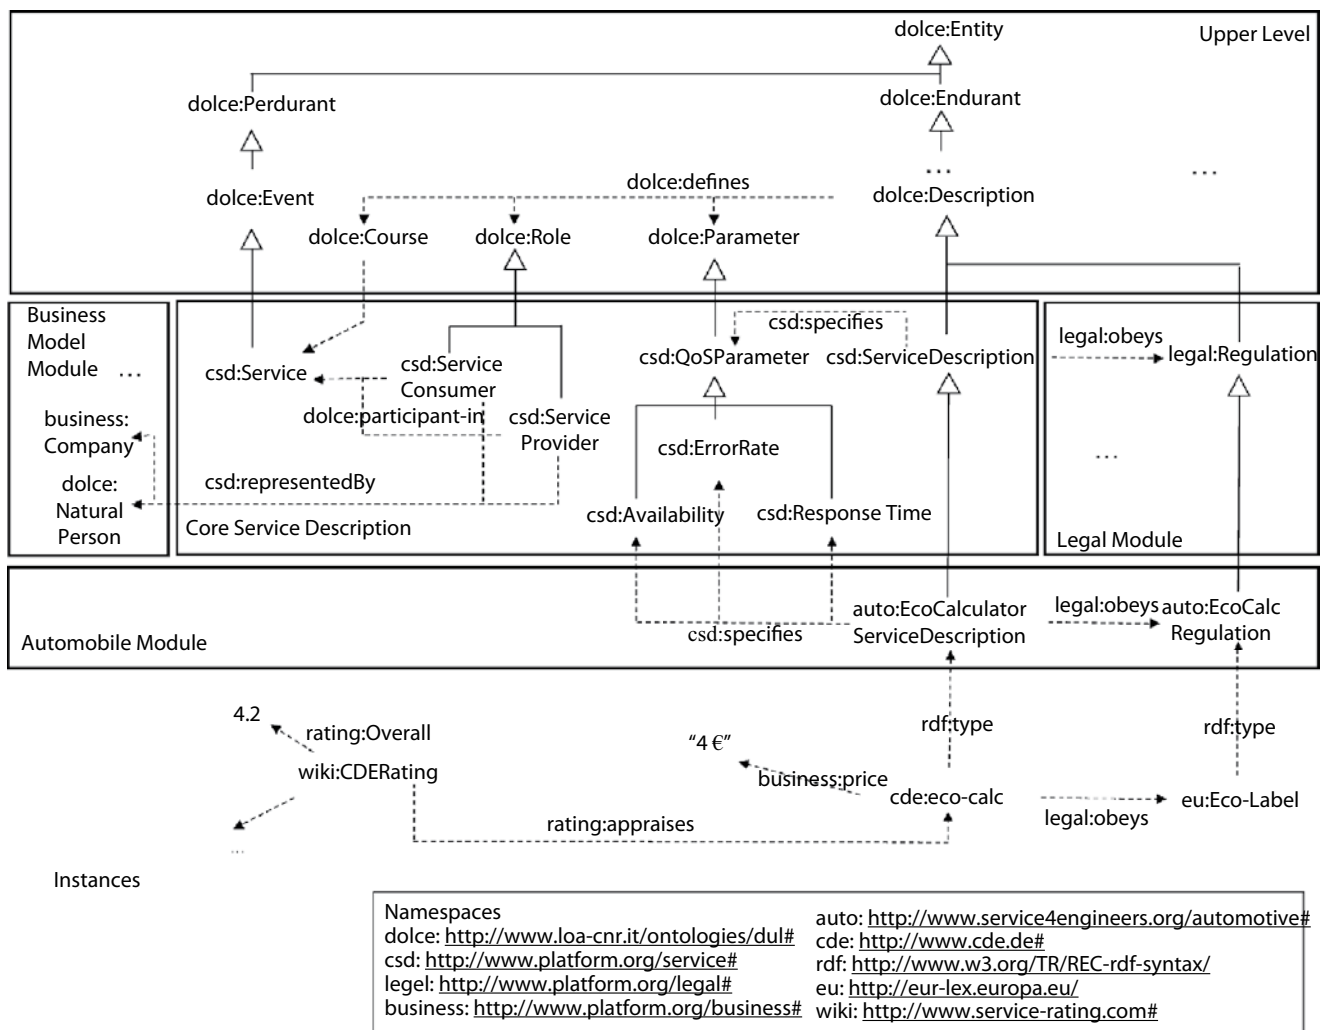 dolce:Entity
Upper Level
dolce:Perdurant
dolce:Endurant
...
...
dolce:defines
dolce:Event
dolce:Description
dolce:Course
dolce:Role
dolce:Parameter
Business
Model
Module ...
csd:specifies
legal:obeys
csd:Service
csd:Service
Consumer
csd:QoSParameter
csd:ServiceDescription
legal:Regulation
dolce:participant-in
business:
Company
csd:Service
Provider
csd:ErrorRate
...
csd:representedBy
dolce:
Natural
Person
Core Service Description
csd:Availability
csd:Response Time
Legal Module
auto:EcoCalculator
ServiceDescription
legal:obeys
auto:EcoCalc
Regulation
csd:specifies
Automobile Module
4.2
rating:Overall
rdf:type
rdf:type
"4 €"
wiki:CDERating
business:price
cde:eco-calc
eu:Eco-Label
legal:obeys
rating:appraises
...
Instances
Namespaces
dolce: http://www.loa-cnr.it/ontologies/dul#
csd: http://www.platform.org/service#
legel: http://www.platform.org/legal#
business: http://www.platform.org/business#
auto: http://www.service4engineers.org/automotive#
cde: http://www.cde.de#
rdf: http://www.w3.org/TR/REC-rdf-syntax/
eu: http://eur-lex.europa.eu/
wiki: http://www.service-rating.com#